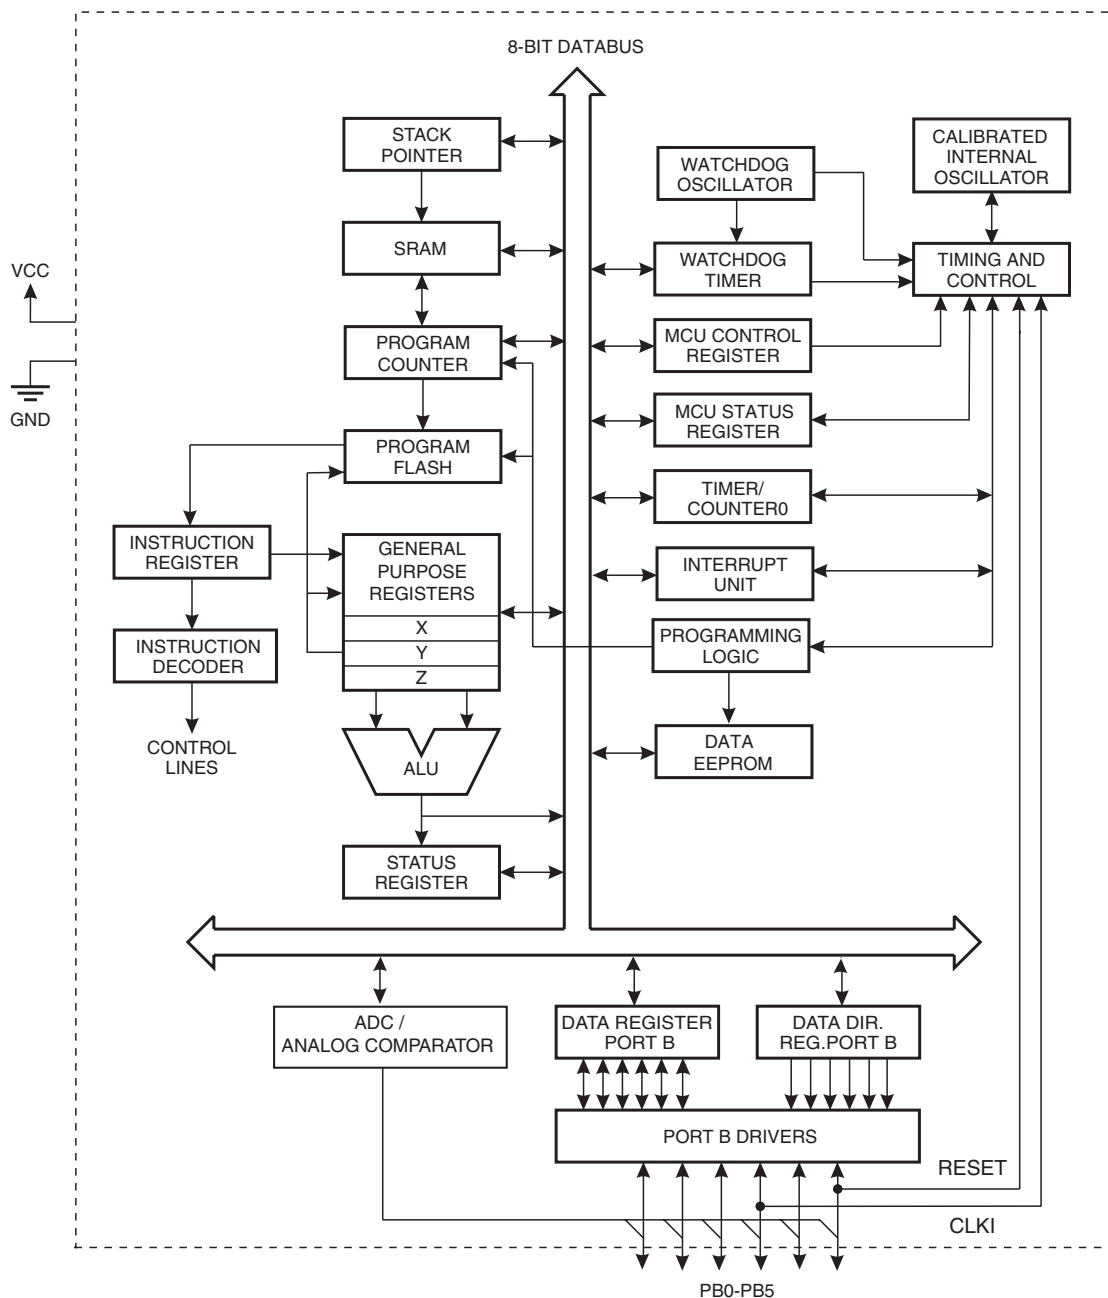 8-BIT DATABUS
STACK
POINTER
SRAM
PROGRAM
COUNTER
PROGRAM
FLASH
INSTRUCTION
REGISTER
INSTRUCTION
DECODER
CONTROL
LINES
GENERAL
PURPOSE
REGISTERS
X
Y
Z
ALU
STATUS
REGISTER
VCC
GND
WATCHDOG
OSCILLATOR
WATCHDOG
TIMER
MCU CONTROL
REGISTER
MCU STATUS
REGISTER
TIMER/
COUNTER0
INTERRUPT
UNIT
PROGRAMMING
LOGIC
DATA
EEPROM
CALIBRATED
INTERNAL
OSCILLATOR
TIMING AND
CONTROL
ADC /
ANALOG COMPARATOR
DATA REGISTER
PORT B
DATA DIR.
REG.PORT B
PORT B DRIVERS
RESET
CLKI
PB0-PB5